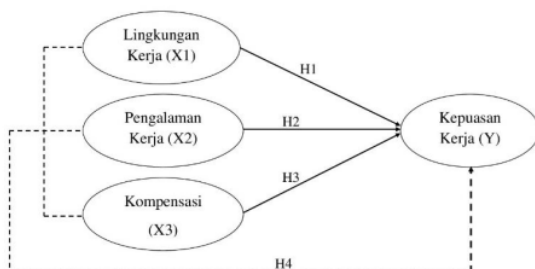 Lingkungan
Kerja (X1)
H1
Pengalaman
Kerja (X2)
H2
Kepuasan
Kerja (Y)
H3
Kompensasi
(X3)
H4